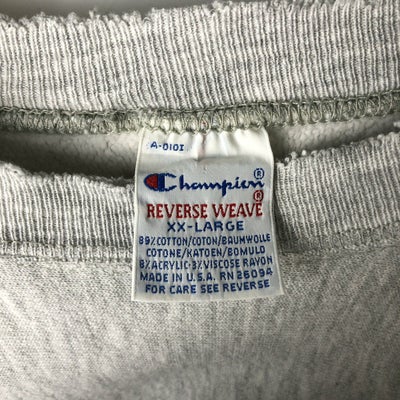 A-0101
Champion®
REVERSE WEAVE®
XX-LARGE
89% COTTON/COTON/BAUMWOLLE
COTONE/KATOEN/BOMULD
8% ACRYLIC·3% VISCOSE RAYON
MADE IN U.S.A. RN 26094
FOR CARE SEE REVERSE